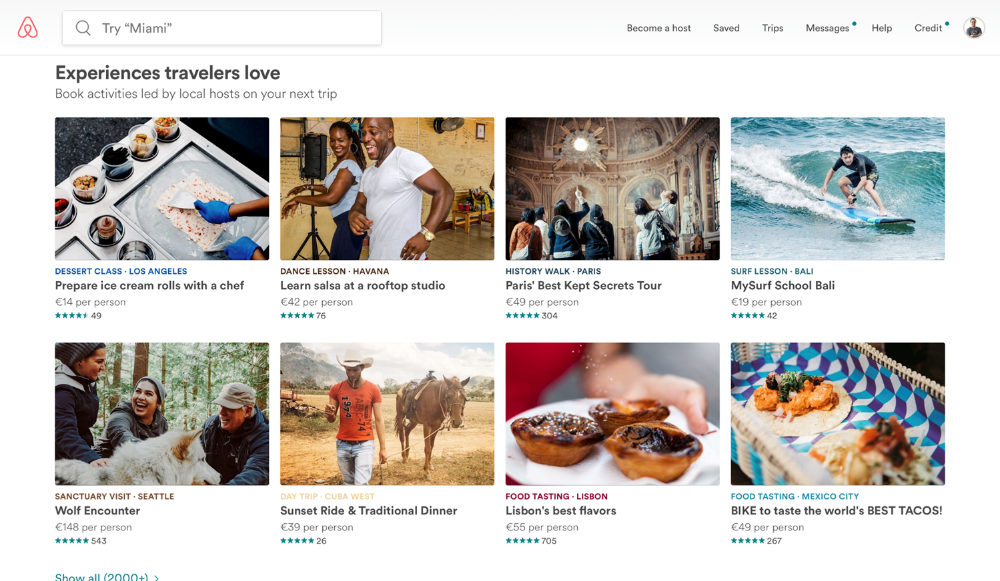 Try “Miami”
Become a host
Saved
Trips
Messages
Help
Credit
Experiences travelers love
Book activities led by local hosts on your next trip
DESSERT CLASS · LOS ANGELES
Prepare ice cream rolls with a chef
€14 per person
49
DANCE LESSON · HAVANA
Learn salsa at a rooftop studio
€42 per person
76
HISTORY WALK · PARIS
Paris' Best Kept Secrets Tour
€49 per person
304
SURF LESSON · BALI
MySurf School Bali
€19 per person
42
1974
SANCTUARY VISIT · SEATTLE
Wolf Encounter
€148 per person
543
DAY TRIP · CUBA WEST
Sunset Ride & Traditional Dinner
€39 per person
26
FOOD TASTING · LISBON
Lisbon's best flavors
€55 per person
705
FOOD TASTING · MEXICO CITY
BIKE to taste the world's BEST TACOS!
€49 per person
267
Show all (2000+)